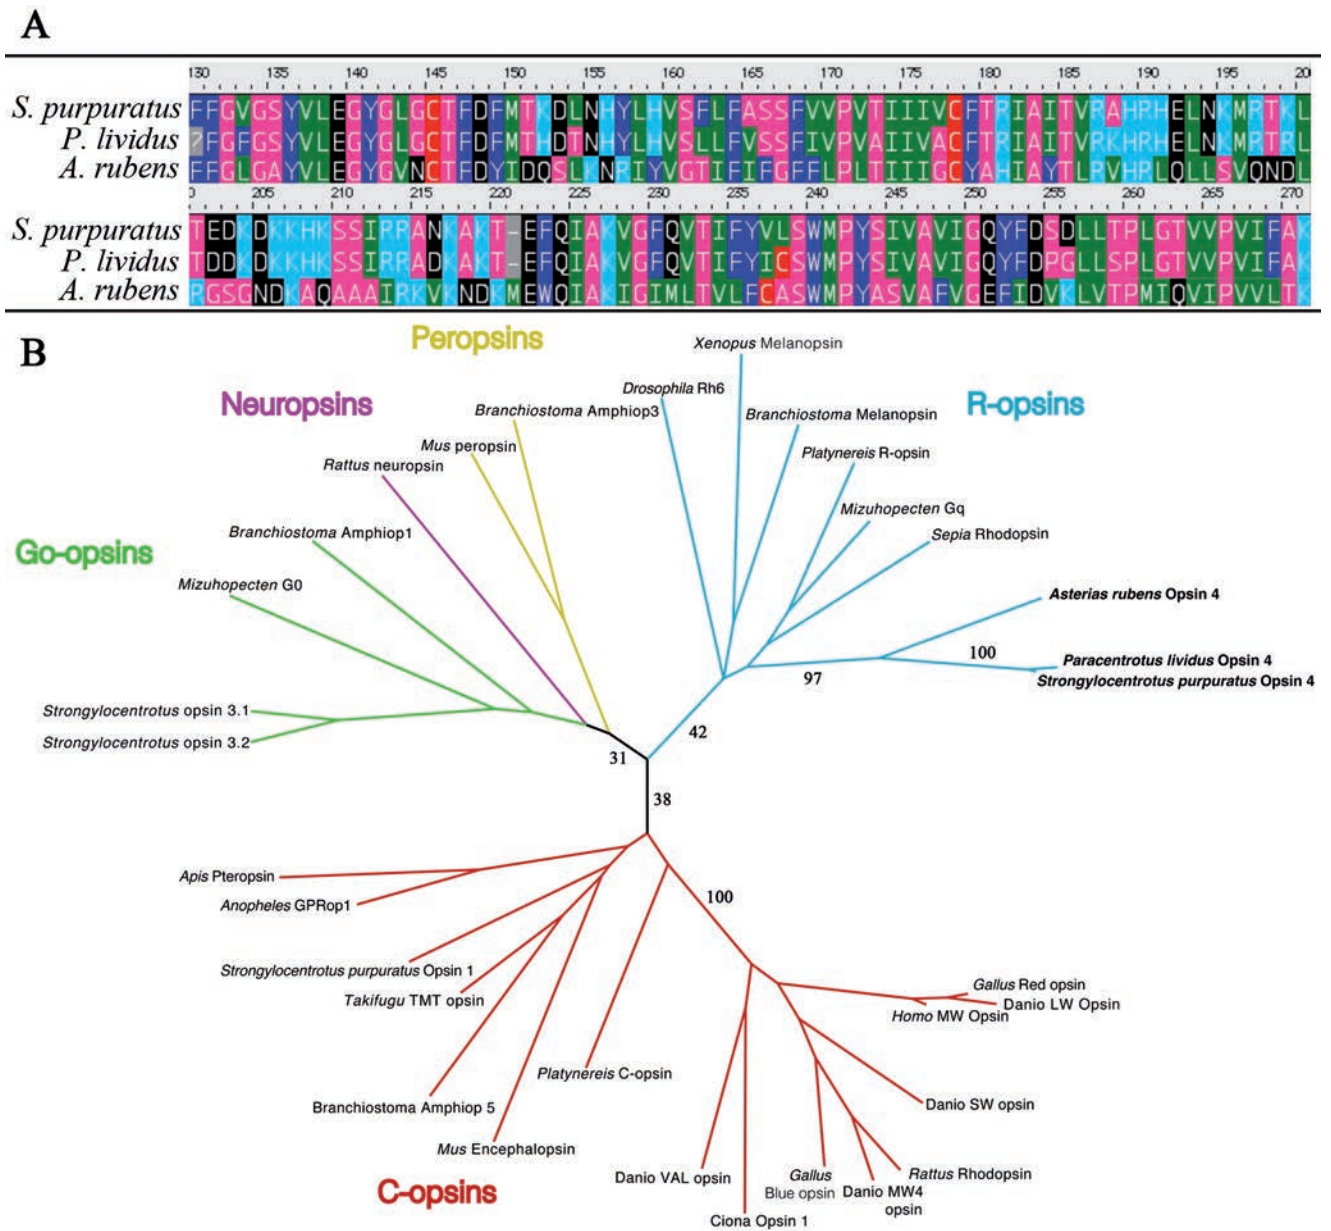 A
130 135 140 145 150 155 160 165 170 175 180 185 190 195 20
S. purpuratus FFGVGSYVLEGYGLGCTFDFMTKDLNHYLHVSFLFASSFVVPVTIIIVCFTRIAITVRAHRHELNKMRTKL
P. lividus ?FGFGSYVLEGYGLGCTFDFMTHDTNHYLHVSLLFASSFIVPVTIIVACFTRIAITVRKHRHELNKMRTRL
A. rubens FFGLGAYVLEGYGVNCTFDYIDQSLKNRIYVGTIFIFGFFLPLTIIIGCYAHIAYTLRVHRLQLLSVQNDL
0 205 210 215 220 225 230 235 240 245 250 255 260 265 270
S. purpuratus TEDKDKKHKSSIRRANKAKT-EFQIAKVGFQVTIFYVLSWMPYSIVAVIGQYFDSDLLTPLGTVVPVIFAK
P. lividus TDDKDKKHKSSIRRADKAKT-EFQIAKVGFQVTIFYICSWMPYSIVAVIGQYFDPGLLSPLGTVVPVIFAK
A. rubens RGSGNDKAQAAAIRKVKNDKMEWQIAKIGIMLTVLFCASWMPYASVAFVGEFIDVKLVTPMIQVIPVVLTK
B
Peropsins
Xenopus Melanopsin
Neuropsins
Drosophila Rh6
R-opsins
Branchiostoma Amphiop3
Branchiostoma Melanopsin
Mus peropsin
Platynereis R-opsin
Rattus neuropsin
Mizuhopecten Gq
Branchiostoma Amphiop1
Sepia Rhodopsin
Go-opsins
Mizuhopecten G0
Asterias rubens Opsin 4
100
Paracentrotus lividus Opsin 4
97
Strongylocentrotus purpuratus Opsin 4
Strongylocentrotus opsin 3.1
42
Strongylocentrotus opsin 3.2
31
38
Apis Pteropsin
100
Anopheles GPRop1
Strongylocentrotus purpuratus Opsin 1
Takifugu TMT opsin
Gallus Red opsin
Danio LW Opsin
Homo MW Opsin
Platynereis C-opsin
Branchiostoma Amphiop 5
Danio SW opsin
Mus Encephalopsin
C-opsins
Danio VAL opsin
Gallus
Blue opsin
Rattus Rhodopsin
Danio MW4
opsin
Ciona Opsin 1